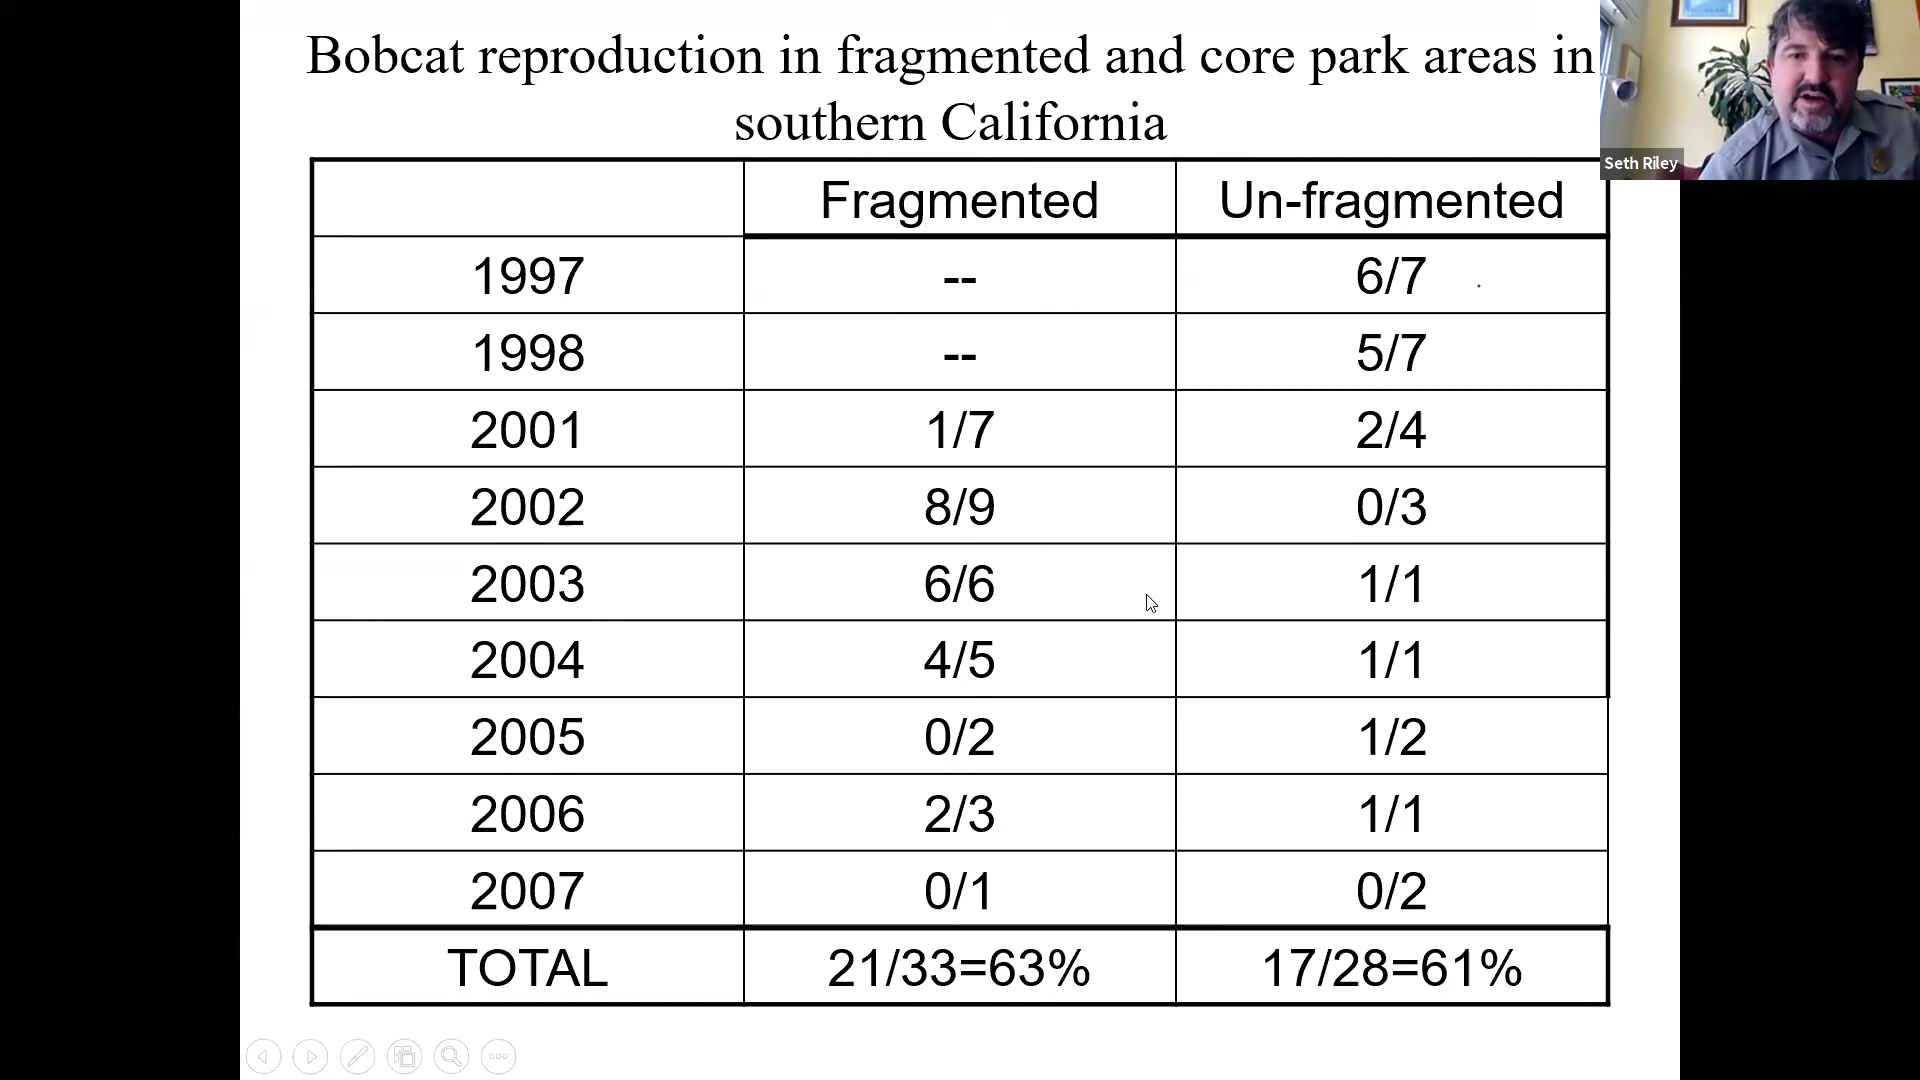 Bobcat reproduction in fragmented and core park areas in
southern California
Seth Riley
Fragmented Un-fragmented
1997 -- 6/7
1998 -- 5/7
2001 1/7 2/4
2002 8/9 0/3
2003 6/6 1/1
2004 4/5 1/1
2005 0/2 1/2
2006 2/3 1/1
2007 0/1 0/2
TOTAL 21/33=63% 17/28=61%